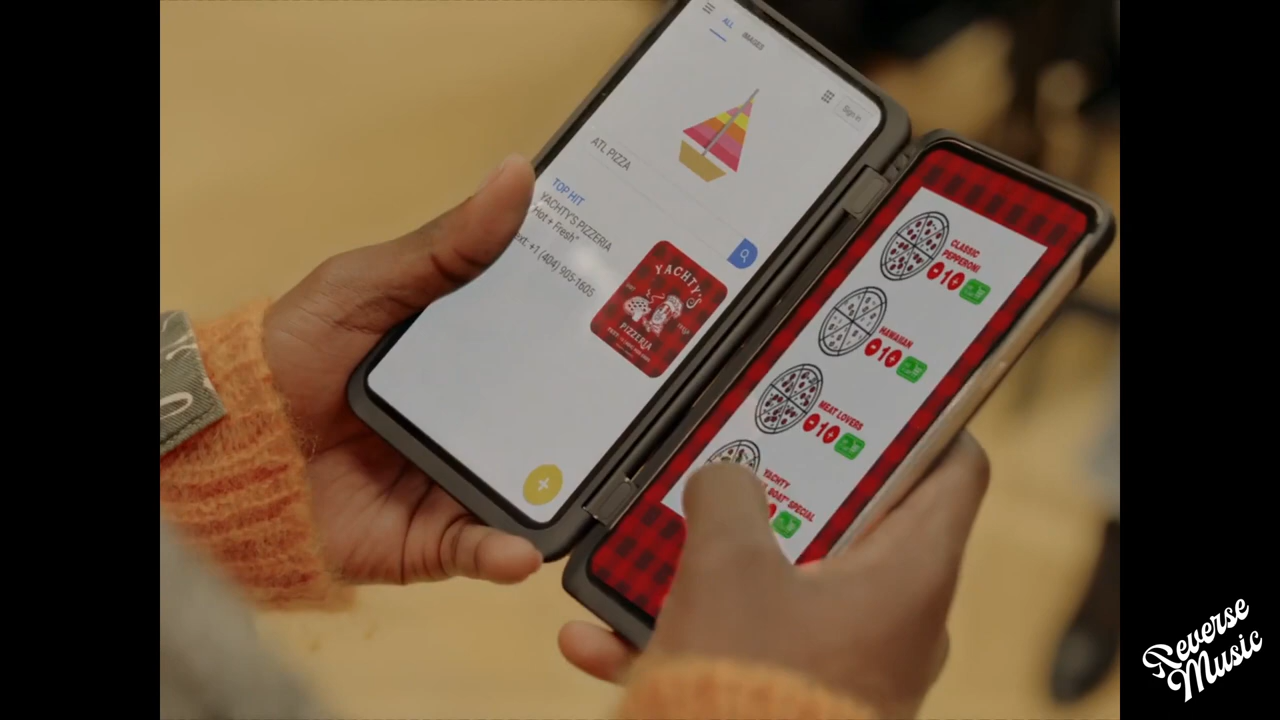 ALL
IMAGES
Sign in
ATL PIZZA
TOP HIT
YACHTY'S PIZZERIA
Hot + Fresh"
ext: +1 (404) 905-1605
YACHTY'S
PIZZERIA
CLASSIC
PEPPERONI
10
HAWAIIAN
10
MEAT LOVERS
10
YACHTY
BOAT" SPECIAL
Reverse
Music